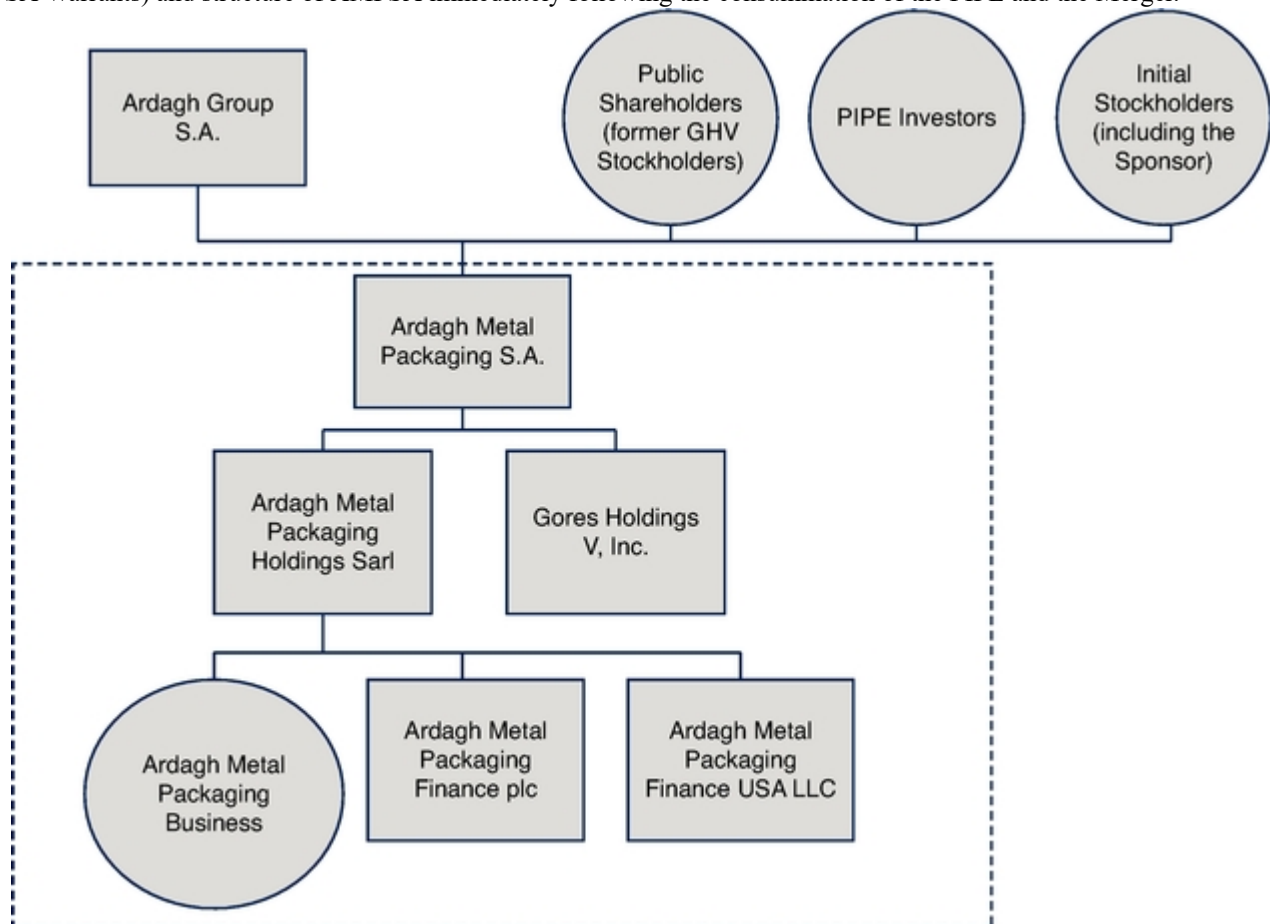 structure of AMPSA immediately following the consummation of the PIPE and the Merger.
Ardagh Group
S.A.
Public
Shareholders
(former GHV
Stockholders)
PIPE Investors
Initial
Stockholders
(including the
Sponsor)
Ardagh Metal
Packaging S.A.
Ardagh Metal
Packaging
Holdings Sarl
Gores Holdings
V, Inc.
Ardagh Metal
Packaging
Business
Ardagh Metal
Packaging
Finance plc
Ardagh Metal
Packaging
Finance USA LLC